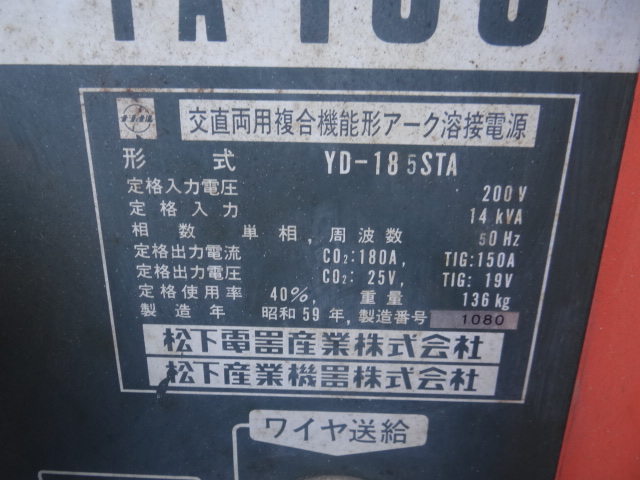 交直両用複合機能形アーク溶接電源
形式 YD-185STA
定格入力電圧 200V
定格入力 14kVA
相数 単相, 周波数 50Hz
定格出力電流 CO2:180A, TIG:150A
定格出力電圧 CO2: 25V, TIG: 19V
定格使用率 40%, 重量 136kg
製造年 昭和59年, 製造番号 1080
松下電器産業株式会社
松下産業機器株式会社
ワイヤ送給